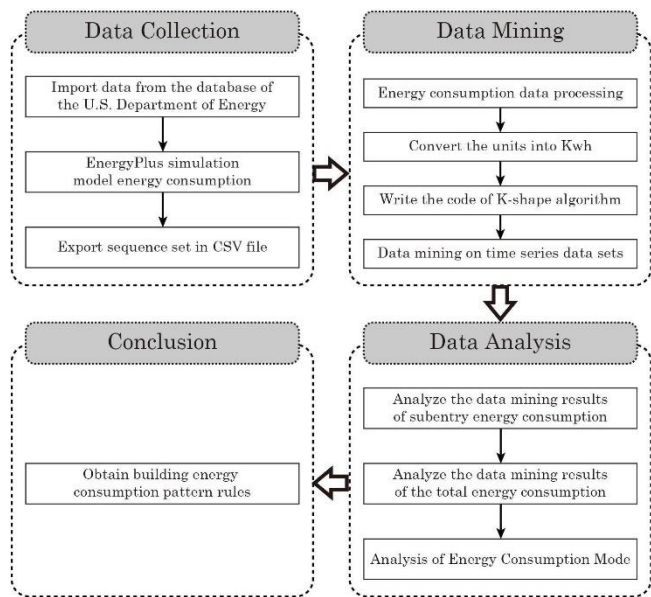 Data Collection
Import data from the database of
the U.S. Department of Energy
EnergyPlus simulation
model energy consumption
Export sequence set in CSV file
Data Mining
Energy consumption data processing
Convert the units into Kwh
Write the code of K-shape algorithm
Data mining on time series data sets
Data Analysis
Analyze the data mining results
of subentry energy consumption
Analyze the data mining results
of the total energy consumption
Analysis of Energy Consumption Mode
Conclusion
Obtain building energy
consumption pattern rules